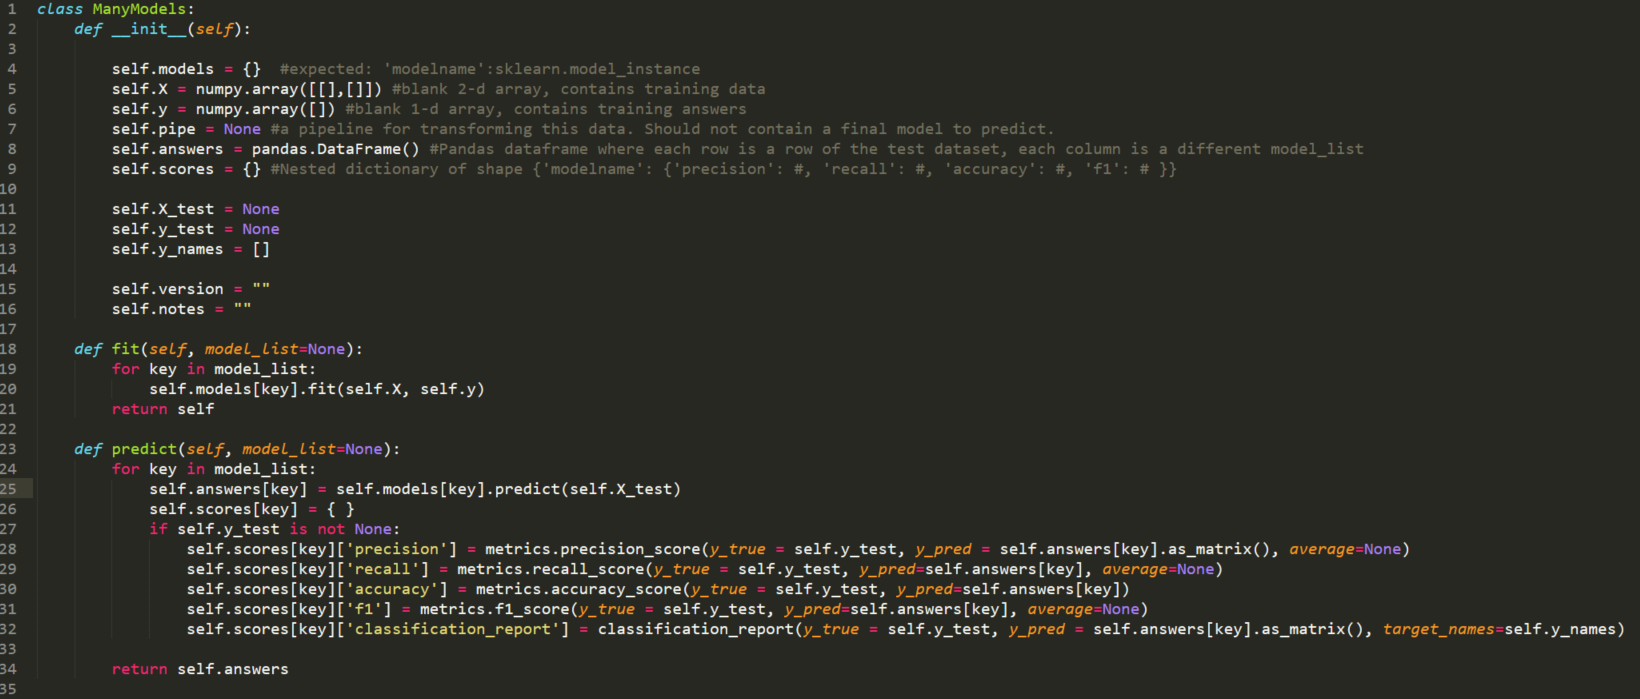 1 class ManyModels:
2     def __init__(self):
3
4         self.models = {}  #expected: 'modelname':sklearn.model_instance
5         self.X = numpy.array([[],[]]) #blank 2-d array, contains training data
6         self.y = numpy.array([]) #blank 1-d array, contains training answers
7         self.pipe = None #a pipeline for transforming this data. Should not contain a final model to predict.
8         self.answers = pandas.DataFrame() #Pandas dataframe where each row is a row of the test dataset, each column is a different model_list
9         self.scores = {} #Nested dictionary of shape {'modelname': {'precision': #, 'recall': #, 'accuracy': #, 'f1': # }}
10
11         self.X_test = None
12         self.y_test = None
13         self.y_names = []
14
15         self.version = ""
16         self.notes = ""
17
18     def fit(self, model_list=None):
19         for key in model_list:
20             self.models[key].fit(self.X, self.y)
21         return self
22
23     def predict(self, model_list=None):
24         for key in model_list:
25             self.answers[key] = self.models[key].predict(self.X_test)
26             self.scores[key] = { }
27             if self.y_test is not None:
28                 self.scores[key]['precision'] = metrics.precision_score(y_true = self.y_test, y_pred = self.answers[key].as_matrix(), average=None)
29                 self.scores[key]['recall'] = metrics.recall_score(y_true = self.y_test, y_pred=self.answers[key], average=None)
30                 self.scores[key]['accuracy'] = metrics.accuracy_score(y_true = self.y_test, y_pred=self.answers[key])
31                 self.scores[key]['f1'] = metrics.f1_score(y_true = self.y_test, y_pred=self.answers[key], average=None)
32                 self.scores[key]['classification_report'] = classification_report(y_true = self.y_test, y_pred = self.answers[key].as_matrix(), target_names=self.y_names)
33
34         return self.answers
35